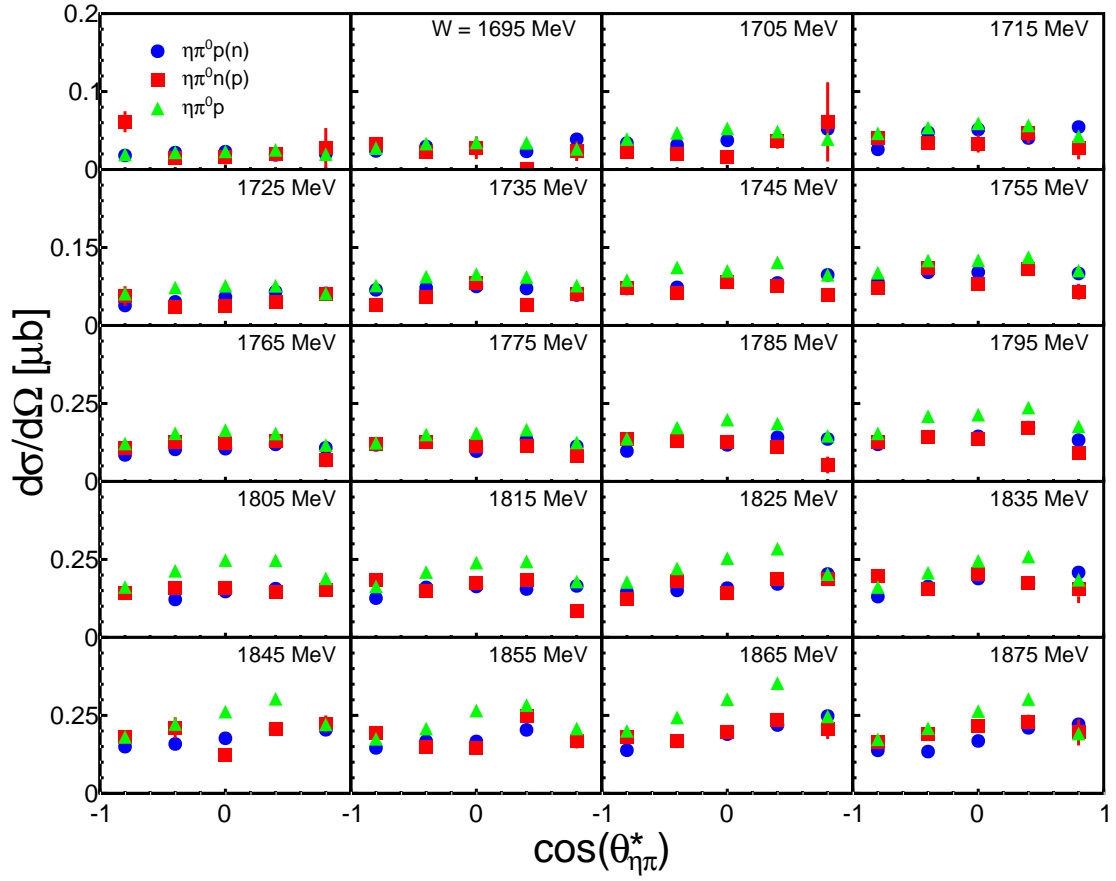 0.2
W = 1695 MeV
1705 MeV
1715 MeV
ηπ⁰p(n)
ηπ⁰n(p)
ηπ⁰p
0.1
0
1725 MeV
1735 MeV
1745 MeV
1755 MeV
0.15
0
1765 MeV
1775 MeV
1785 MeV
1795 MeV
0.25
0
1805 MeV
1815 MeV
1825 MeV
1835 MeV
0.25
0
1845 MeV
1855 MeV
1865 MeV
1875 MeV
0.25
0
dσ/dΩ [μb]
-1 0 -1 0 -1 0 -1 0 1
cos(θ*ηπ)